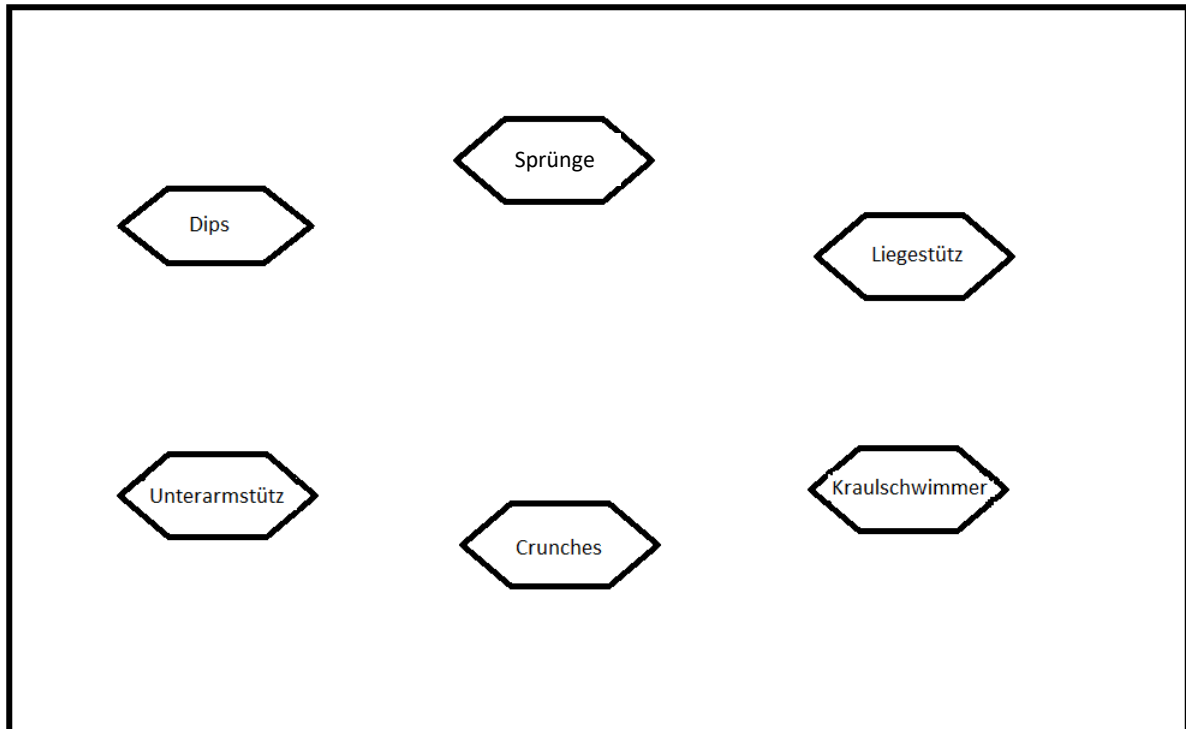 Sprünge
Dips
Liegestütz
Unterarmstütz
Kraulschwimmer
Crunches